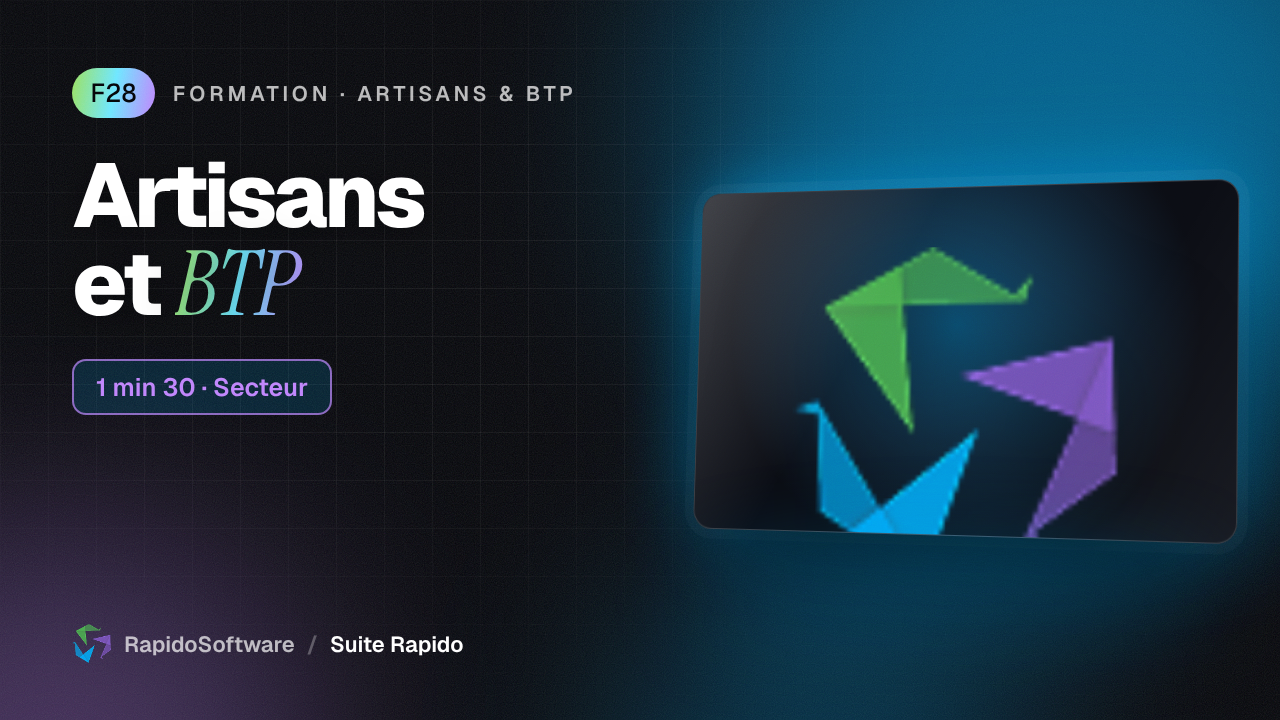 F28 FORMATION · ARTISANS & BTP
Artisans
et BTP
1 min 30 · Secteur
RapidoSoftware / Suite Rapido